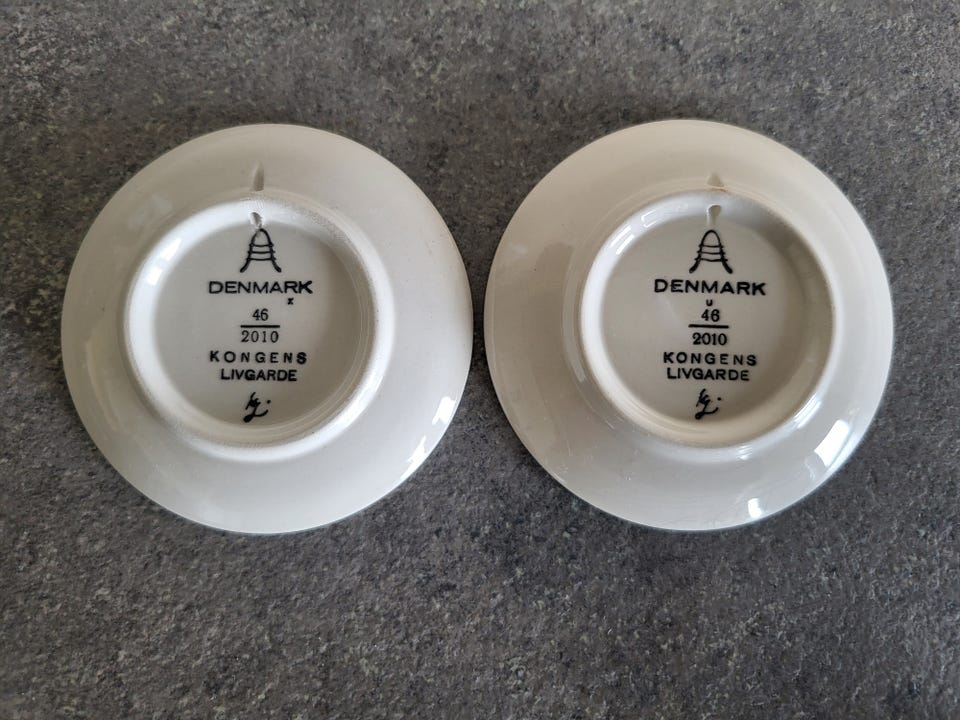 DENMARK
x
46
2010
KONGENS
LIVGARDE
DENMARK
u
46
2010
KONGENS
LIVGARDE